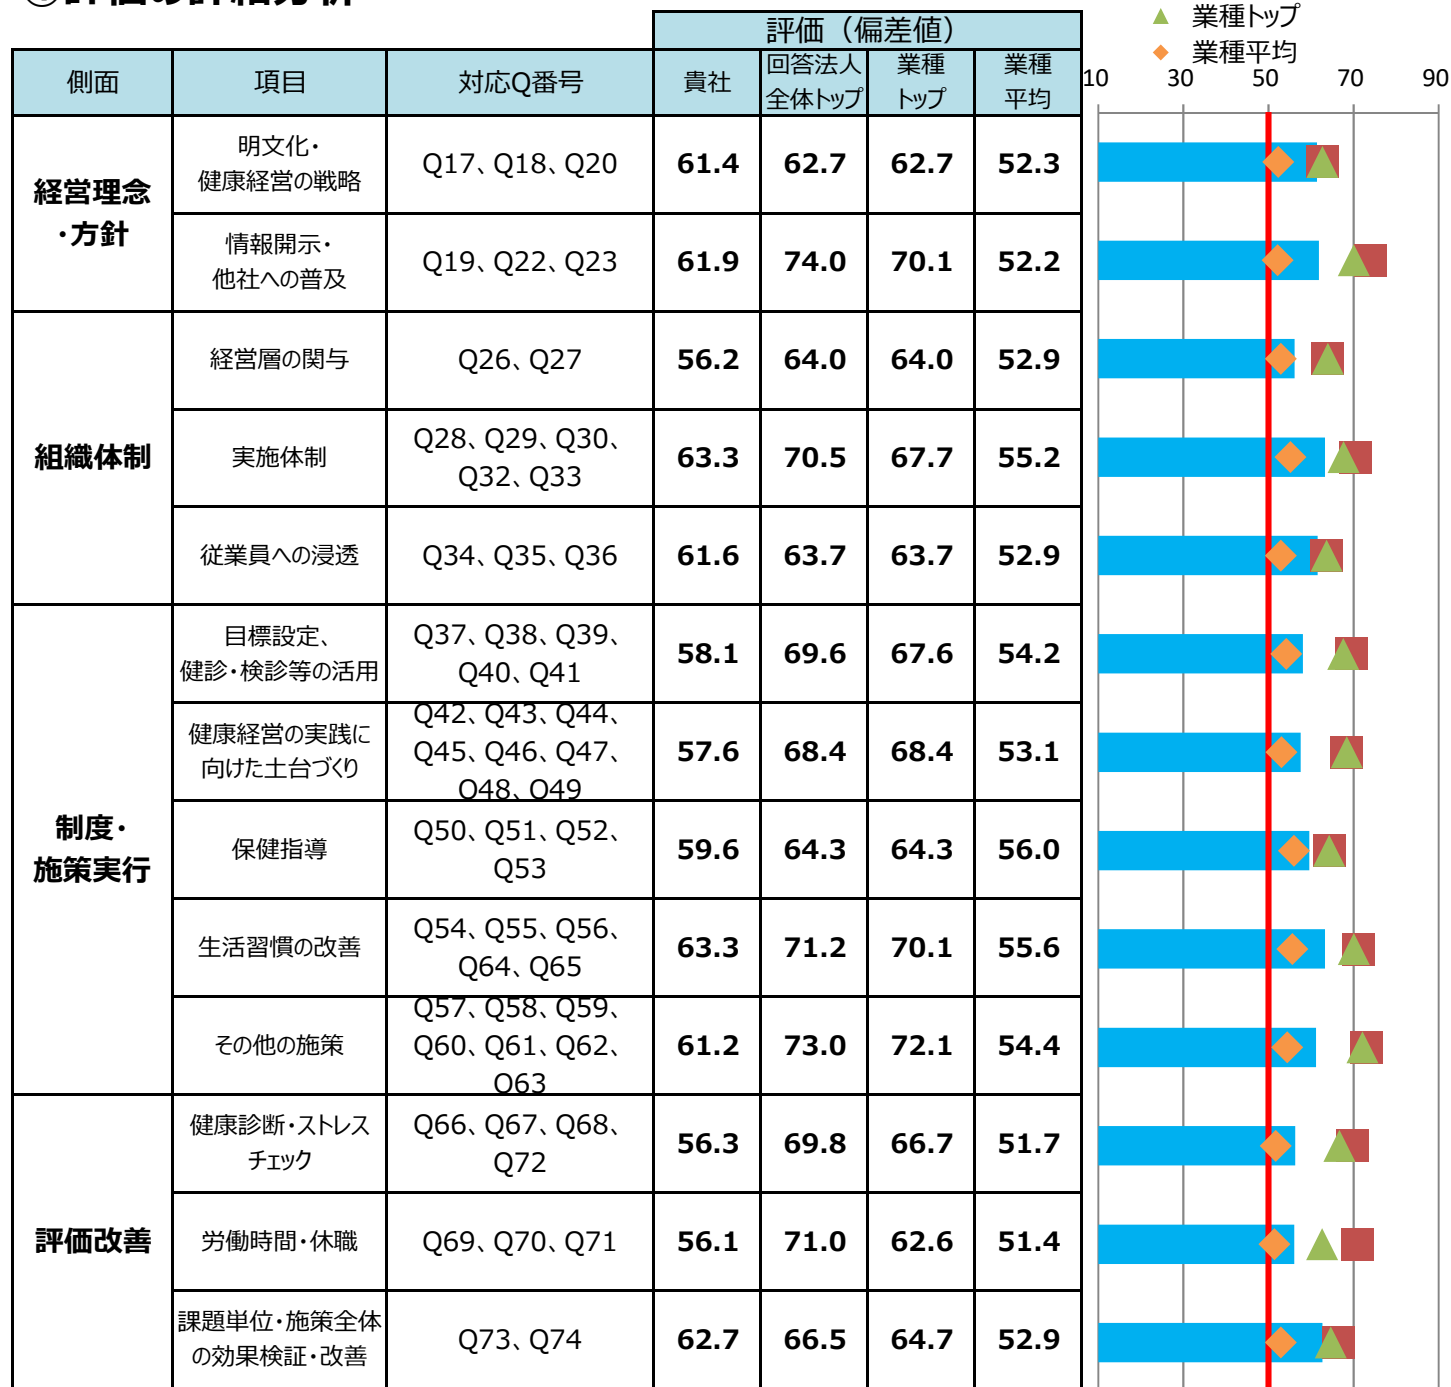 評価（偏差値）
▲ 業種トップ
◆ 業種平均
側面 項目 対応Q番号 貴社 回答法人 業種 業種
全体トップ トップ 平均
10 30 50 70 90
経営理念
・方針
明文化・
健康経営の戦略
Q17、Q18、Q20 61.4 62.7 62.7 52.3
情報開示・
他社への普及
Q19、Q22、Q23 61.9 74.0 70.1 52.2
組織体制
経営層の関与 Q26、Q27 56.2 64.0 64.0 52.9
実施体制
Q28、Q29、Q30、
Q32、Q33
63.3 70.5 67.7 55.2
従業員への浸透 Q34、Q35、Q36 61.6 63.7 63.7 52.9
制度・
施策実行
目標設定、
健診・検診等の活用
Q37、Q38、Q39、
Q40、Q41
58.1 69.6 67.6 54.2
健康経営の実践に
向けた土台づくり
Q42、Q43、Q44、
Q45、Q46、Q47、
Q48、Q49
57.6 68.4 68.4 53.1
保健指導
Q50、Q51、Q52、
Q53
59.6 64.3 64.3 56.0
生活習慣の改善
Q54、Q55、Q56、
Q64、Q65
63.3 71.2 70.1 55.6
その他の施策
Q57、Q58、Q59、
Q60、Q61、Q62、
Q63
61.2 73.0 72.1 54.4
評価改善
健康診断・ストレス
チェック
Q66、Q67、Q68、
Q72
56.3 69.8 66.7 51.7
労働時間・休職 Q69、Q70、Q71 56.1 71.0 62.6 51.4
課題単位・施策全体
の効果検証・改善
Q73、Q74 62.7 66.5 64.7 52.9